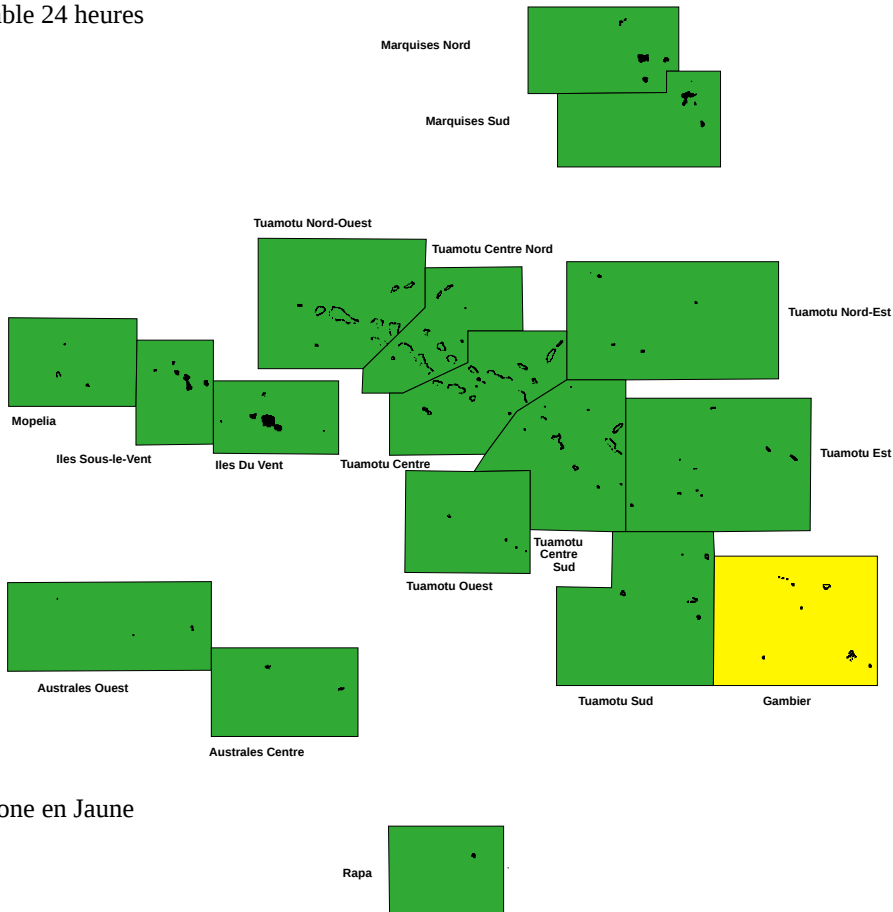 able 24 heures
Marquises Nord
Marquises Sud
Tuamotu Nord-Ouest
Tuamotu Centre Nord
Tuamotu Nord-Est
Mopelia
Iles Sous-le-Vent
Iles Du Vent
Tuamotu Centre
Tuamotu Est
Tuamotu
Centre
Sud
Tuamotu Ouest
Australes Ouest
Tuamotu Sud
Gambier
Australes Centre
one en Jaune
Rapa